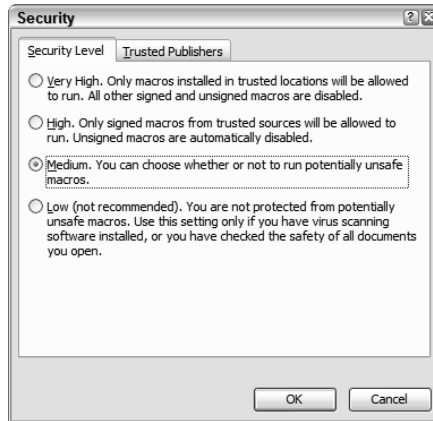 Security
Security Level
Trusted Publishers
Very High. Only macros installed in trusted locations will be allowed
to run. All other signed and unsigned macros are disabled.
High. Only signed macros from trusted sources will be allowed to
run. Unsigned macros are automatically disabled.
Medium. You can choose whether or not to run potentially unsafe
macros.
Low (not recommended). You are not protected from potentially
unsafe macros. Use this setting only if you have virus scanning
software installed, or you have checked the safety of all documents
you open.
OK
Cancel